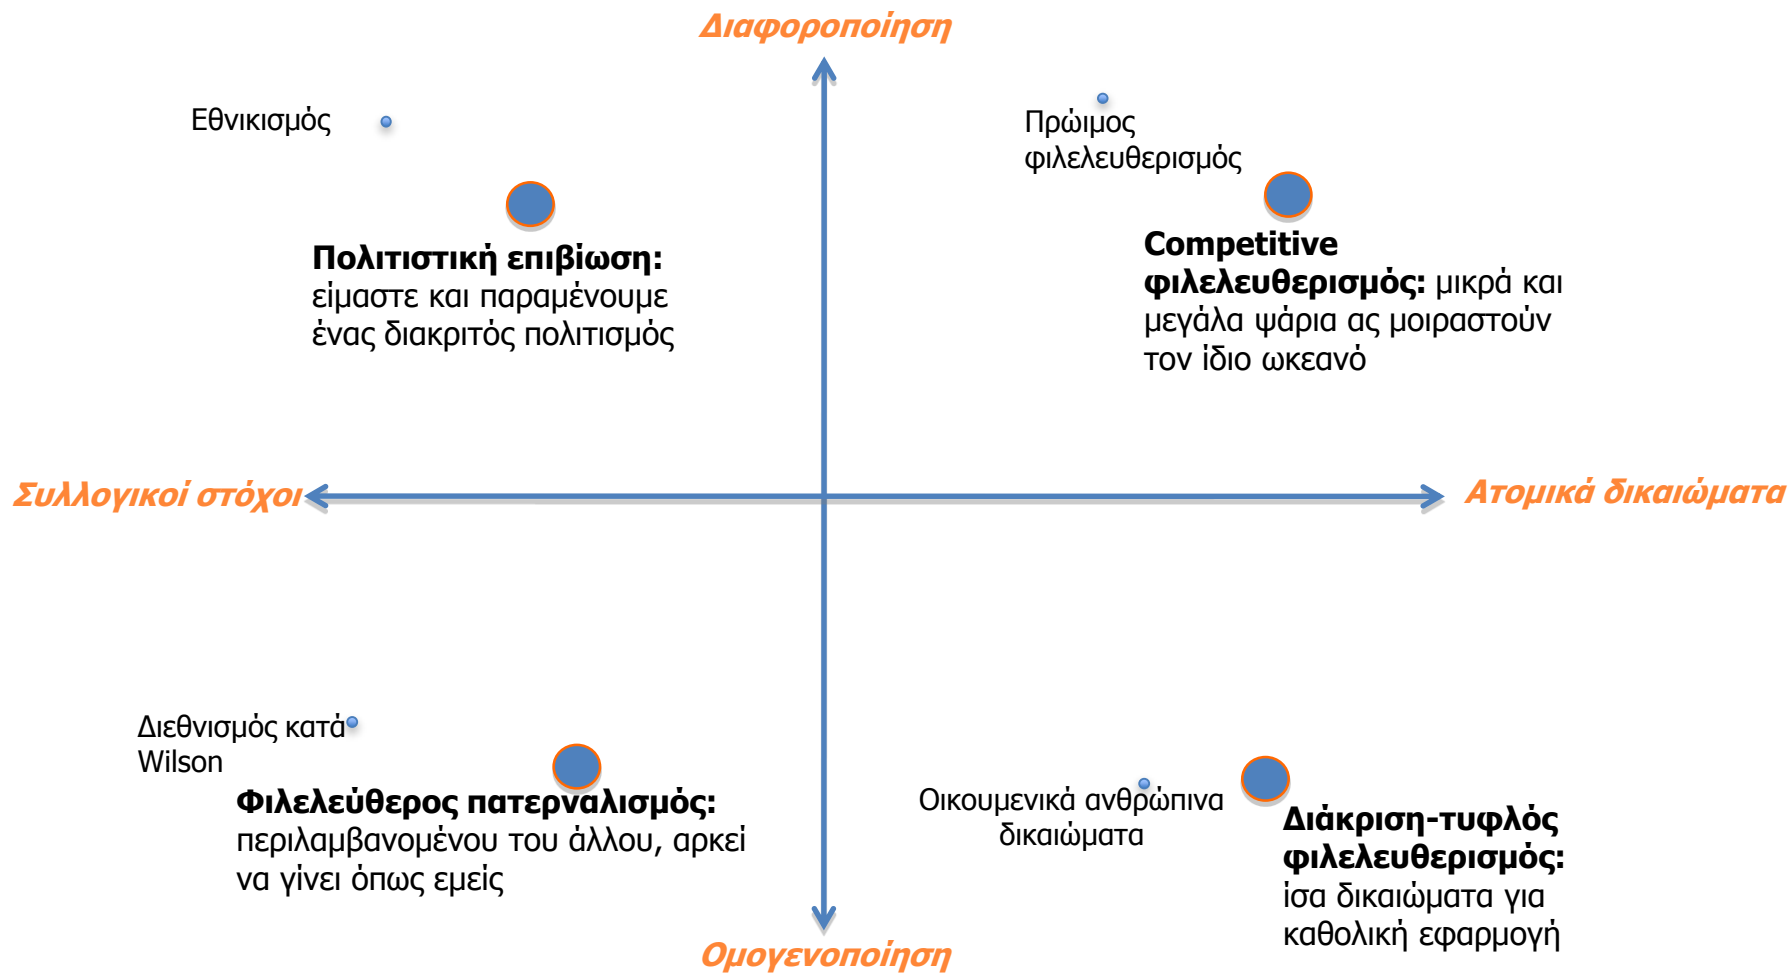 Διαφοροποίηση
Εθνικισμός
Πρώιμος
φιλελευθερισμός
Πολιτιστική επιβίωση:
είμαστε και παραμένουμε
ένας διακριτός πολιτισμός
Competitive
φιλελευθερισμός: μικρά και
μεγάλα ψάρια ας μοιραστούν
τον ίδιο ωκεανό
Συλλογικοί στόχοι
Ατομικά δικαιώματα
Διεθνισμός κατά
Wilson
Φιλελεύθερος πατερναλισμός:
περιλαμβανομένου του άλλου, αρκεί
να γίνει όπως εμείς
Οικουμενικά ανθρώπινα
δικαιώματα
Διάκριση-τυφλός
φιλελευθερισμός:
ίσα δικαιώματα για
καθολική εφαρμογή
Ομογενοποίηση